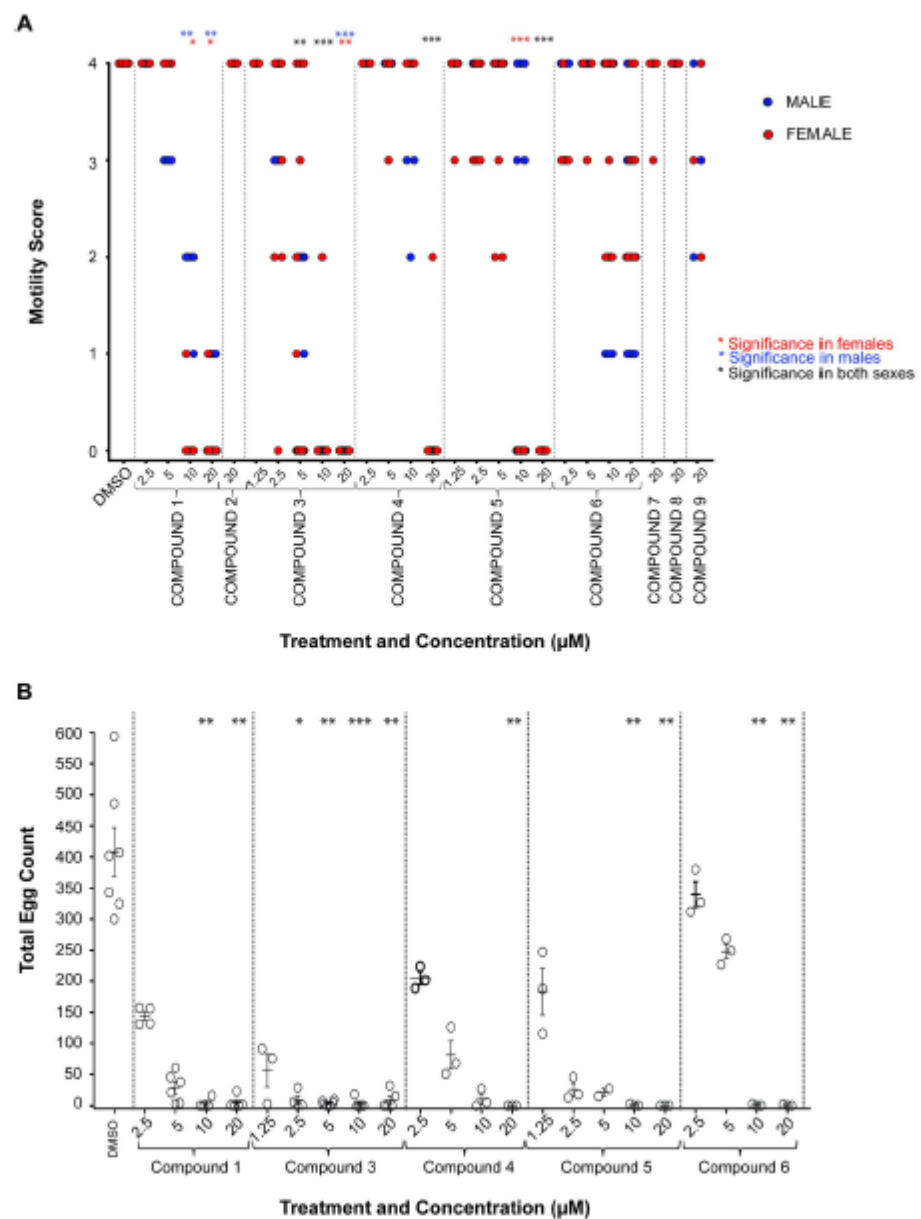 A
** ** *** 
* * ** *** ** *** *** ***
4
MALE
FEMALE
3
Motility Score
2
1
* Significance in females
* Significance in males
* Significance in both sexes
0
DMSO 2.5 5 10 20 20 1.25 2.5 5 10 20 2.5 5 10 20 1.25 2.5 5 10 20 2.5 5 10 20 20 20 20
COMPOUND 1 COMPOUND 2 COMPOUND 3 COMPOUND 4 COMPOUND 5 COMPOUND 6 COMPOUND 7 COMPOUND 8 COMPOUND 9
Treatment and Concentration (µM)
B
** ** * ** *** ** ** ** ** ** **
600
550
500
450
400
350
300
250
200
150
100
50
0
Total Egg Count
DMSO 2.5 5 10 20 1.25 2.5 5 10 20 2.5 5 10 20 1.25 2.5 5 10 20 2.5 5 10 20
Compound 1 Compound 3 Compound 4 Compound 5 Compound 6
Treatment and Concentration (µM)